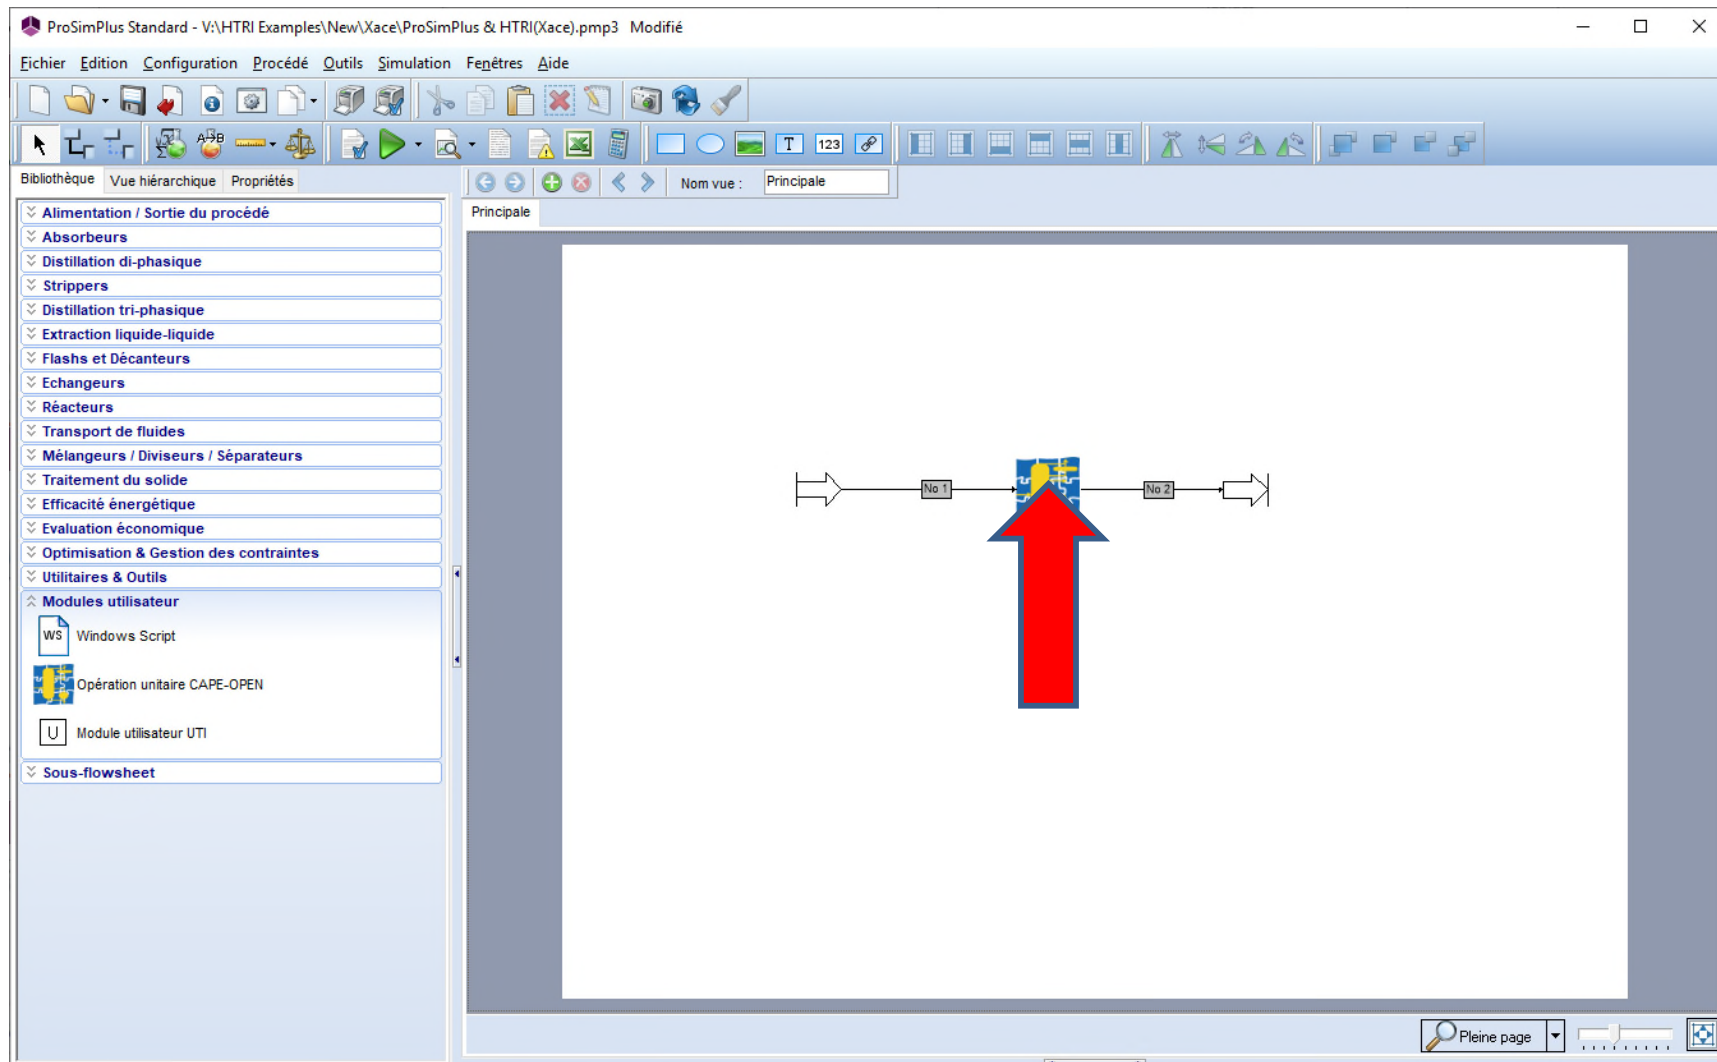 ProSimPlus Standard - V:\HTRI Examples\New\Xace\ProSimPlus & HTRI(Xace).pmp3 Modifié
Fichier Edition Configuration Procédé Outils Simulation Fenêtres Aide
A→B
T 123
Bibliothèque Vue hiérarchique Propriétés
Nom vue : Principale
Principale
Alimentation / Sortie du procédé
Absorbeurs
Distillation di-phasique
Strippers
Distillation tri-phasique
Extraction liquide-liquide
Flashs et Décanteurs
Echangeurs
Réacteurs
Transport de fluides
Mélangeurs / Diviseurs / Séparateurs
Traitement du solide
Efficacité énergétique
Evaluation économique
Optimisation & Gestion des contraintes
Utilitaires & Outils
Modules utilisateur
WS Windows Script
Opération unitaire CAPE-OPEN
U Module utilisateur UTI
Sous-flowsheet
No 1
No 2
Pleine page